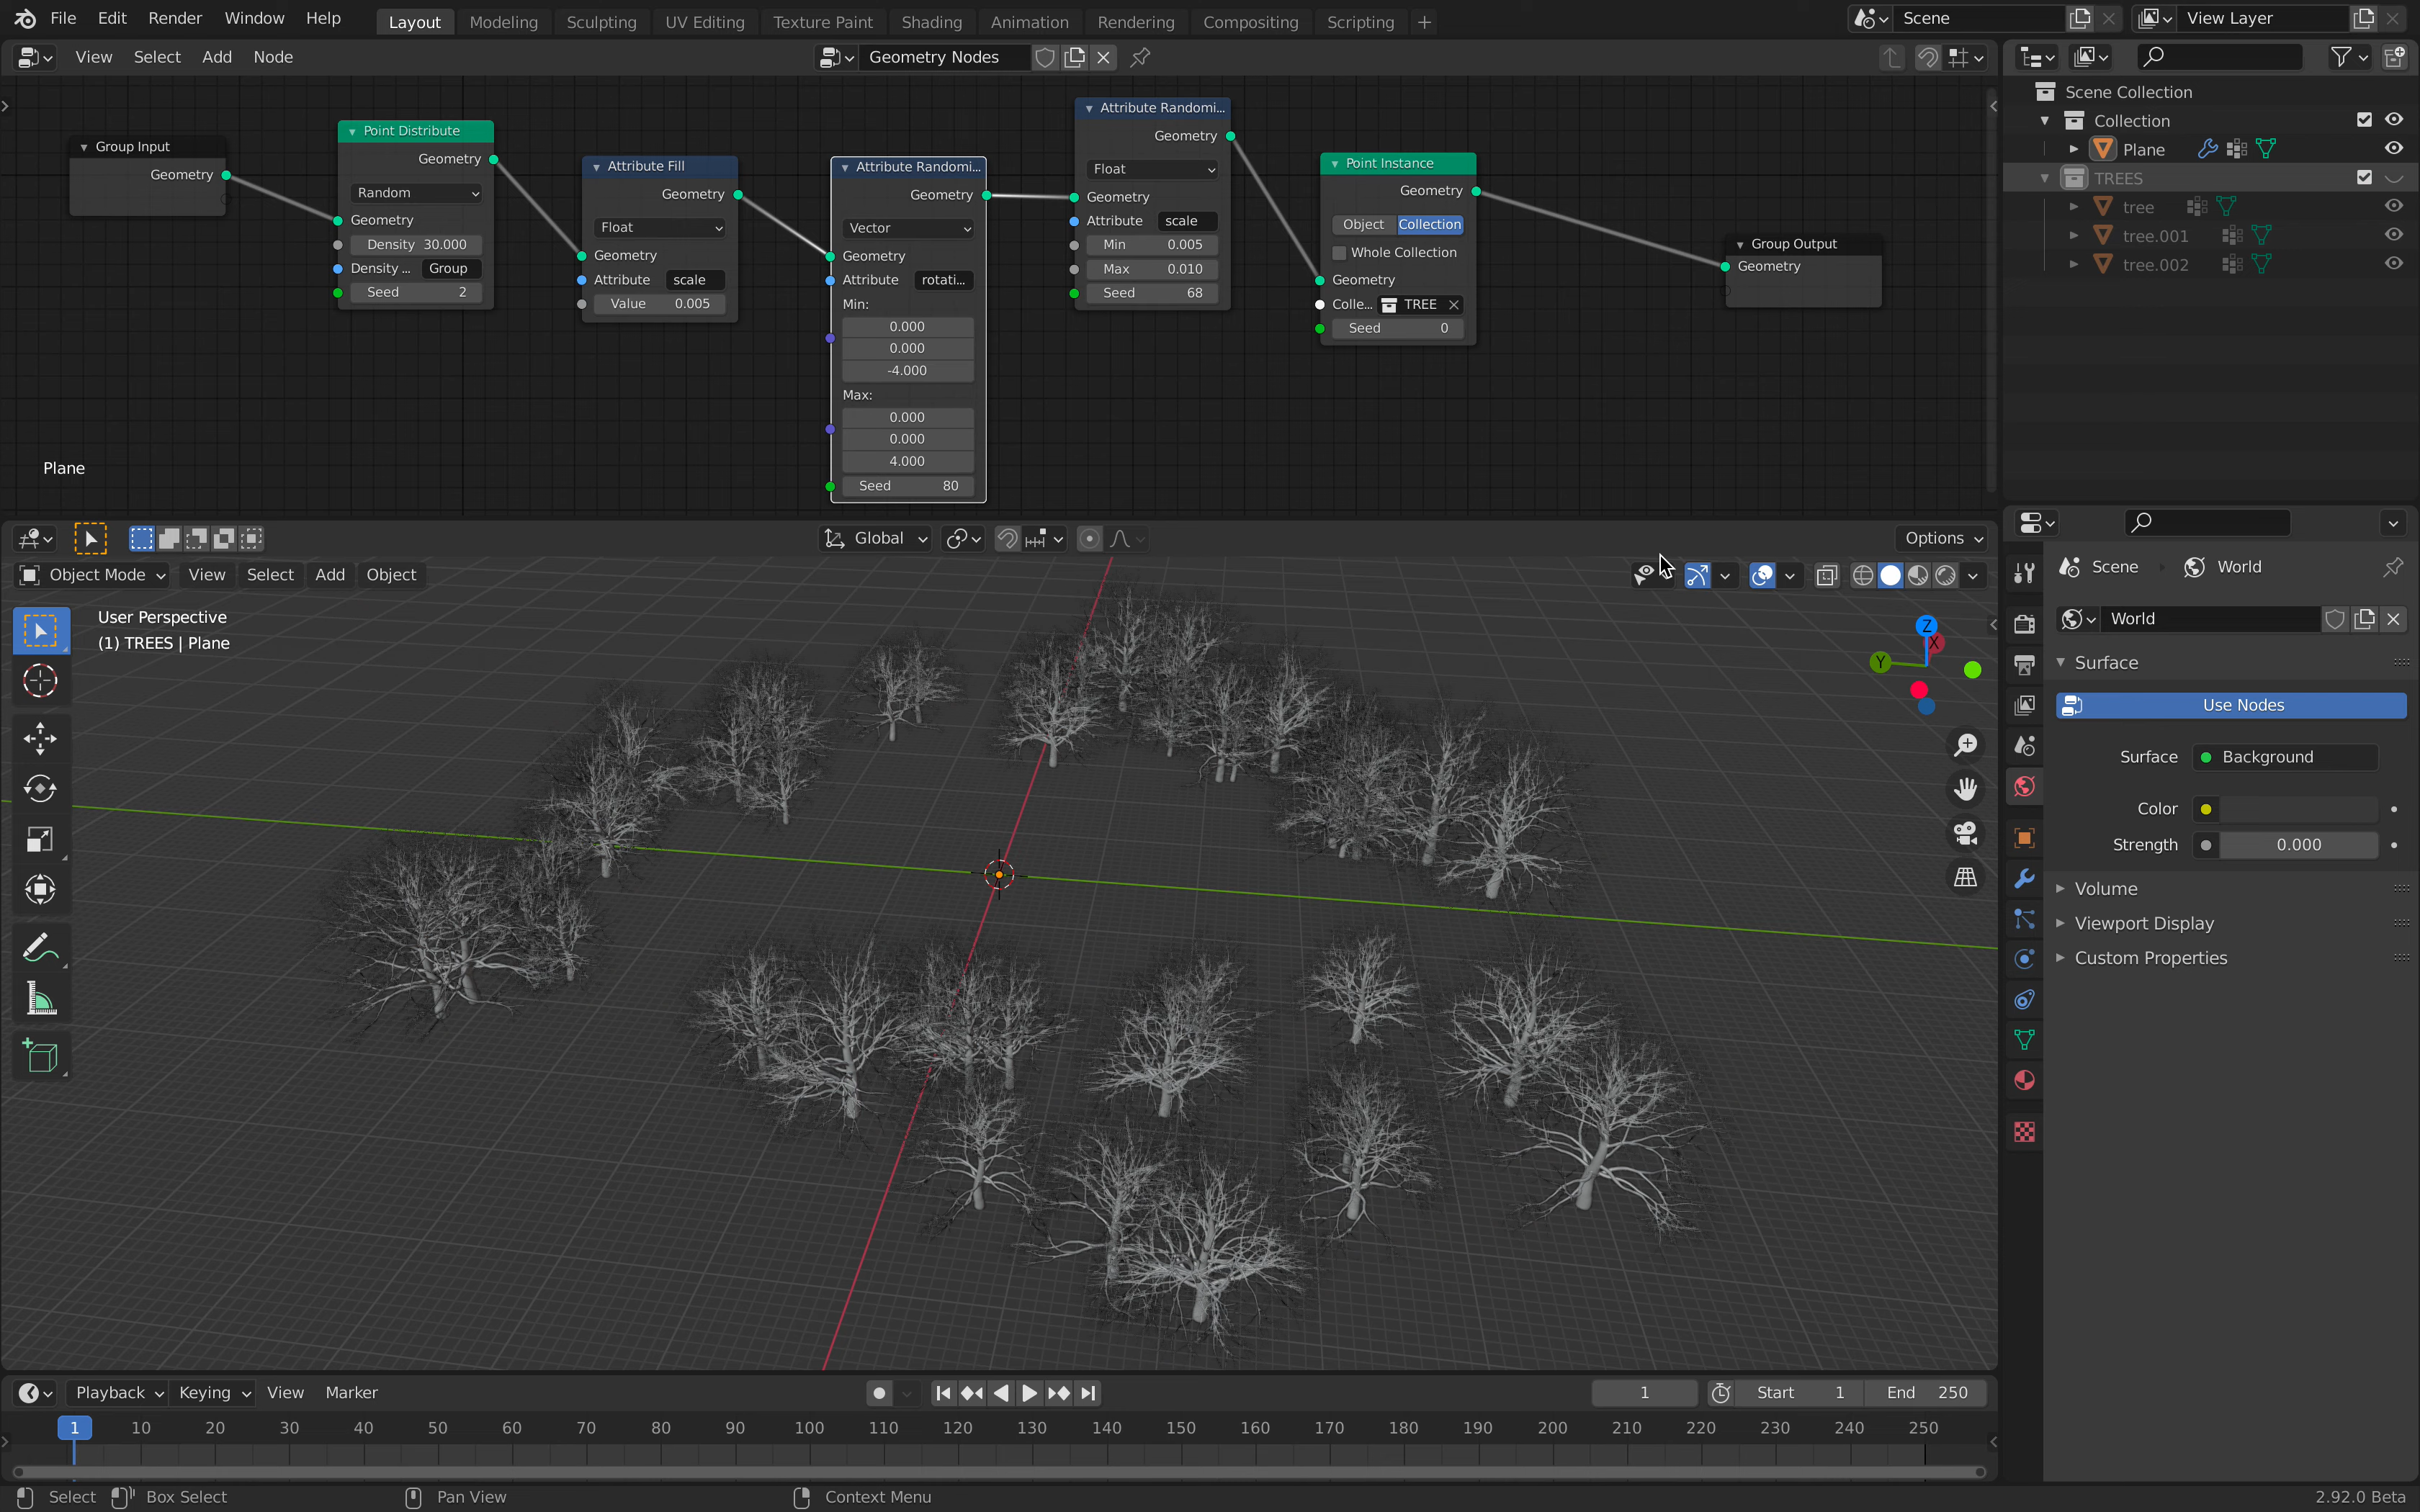 File Edit Render Window Help Layout Modeling Sculpting UV Editing Texture Paint Shading Animation Rendering Compositing Scripting + Scene View Layer
View Select Add Node Geometry Nodes
Scene Collection
Collection
Plane
TREES
tree
tree.001
tree.002
Group Input
Geometry
Point Distribute
Geometry
Random
Geometry
Density 30.000
Density ... Group
Seed 2
Attribute Fill
Geometry
Float
Geometry
Attribute scale
Value 0.005
Attribute Randomi...
Geometry
Vector
Geometry
Attribute rotati...
Min:
0.000
0.000
-4.000
Max:
0.000
0.000
4.000
Seed 80
Attribute Randomi...
Geometry
Float
Geometry
Attribute scale
Min 0.005
Max 0.010
Seed 68
Point Instance
Geometry
Object Collection
Whole Collection
Geometry
Colle... TREE
Seed 0
Group Output
Geometry
Plane
Global Options
Object Mode View Select Add Object
User Perspective
(1) TREES | Plane
Z
X
Y
Scene World
World
Surface
Use Nodes
Surface Background
Color
Strength 0.000
Volume
Viewport Display
Custom Properties
Playback Keying View Marker 1 Start 1 End 250
1 10 20 30 40 50 60 70 80 90 100 110 120 130 140 150 160 170 180 190 200 210 220 230 240 250
Select Box Select Pan View Context Menu 2.92.0 Beta